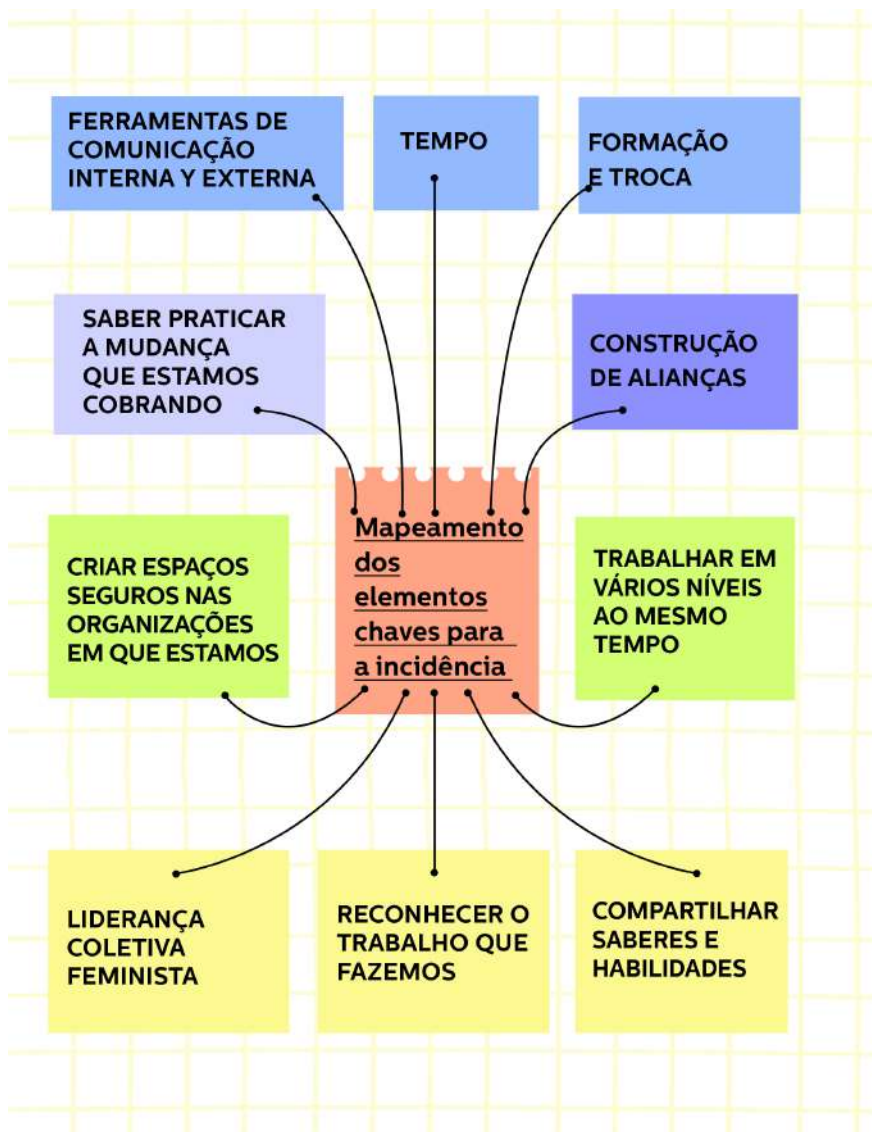 FERRAMENTAS DE
COMUNICAÇÃO
INTERNA Y EXTERNA
TEMPO
FORMAÇÃO
E TROCA
SABER PRATICAR
A MUDANÇA
QUE ESTAMOS
COBRANDO
CONSTRUÇÃO
DE ALIANÇAS
Mapeamento
dos
elementos
chaves para
a incidência
CRIAR ESPAÇOS
SEGUROS NAS
ORGANIZAÇÕES
EM QUE ESTAMOS
TRABALHAR EM
VÁRIOS NÍVEIS
AO MESMO
TEMPO
LIDERANÇA
COLETIVA
FEMINISTA
RECONHECER O
TRABALHO QUE
FAZEMOS
COMPARTILHAR
SABERES E
HABILIDADES